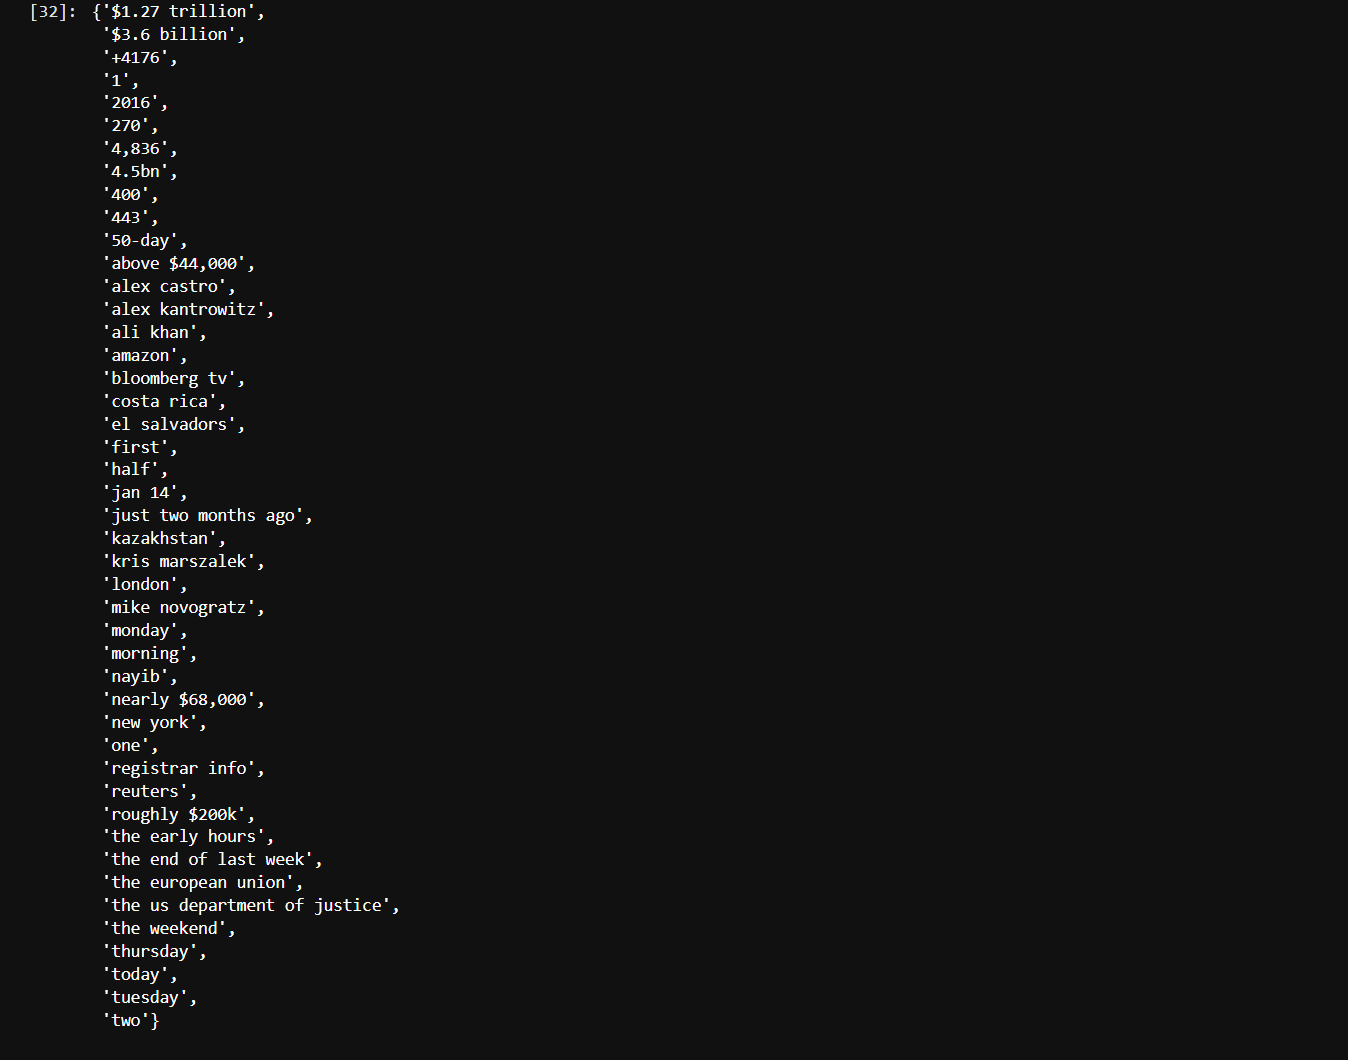 [32]: {'$1.27 trillion',
'$3.6 billion',
'+4176',
'1',
'2016',
'270',
'4,836',
'4.5bn',
'400',
'443',
'50-day',
'above $44,000',
'alex castro',
'alex kantrowitz',
'ali khan',
'amazon',
'bloomberg tv',
'costa rica',
'el salvadors',
'first',
'half',
'jan 14',
'just two months ago',
'kazakhstan',
'kris marszalek',
'london',
'mike novogratz',
'monday',
'morning',
'nayib',
'nearly $68,000',
'new york',
'one',
'registrar info',
'reuters',
'roughly $200k',
'the early hours',
'the end of last week',
'the european union',
'the us department of justice',
'the weekend',
'thursday',
'today',
'tuesday',
'two'}